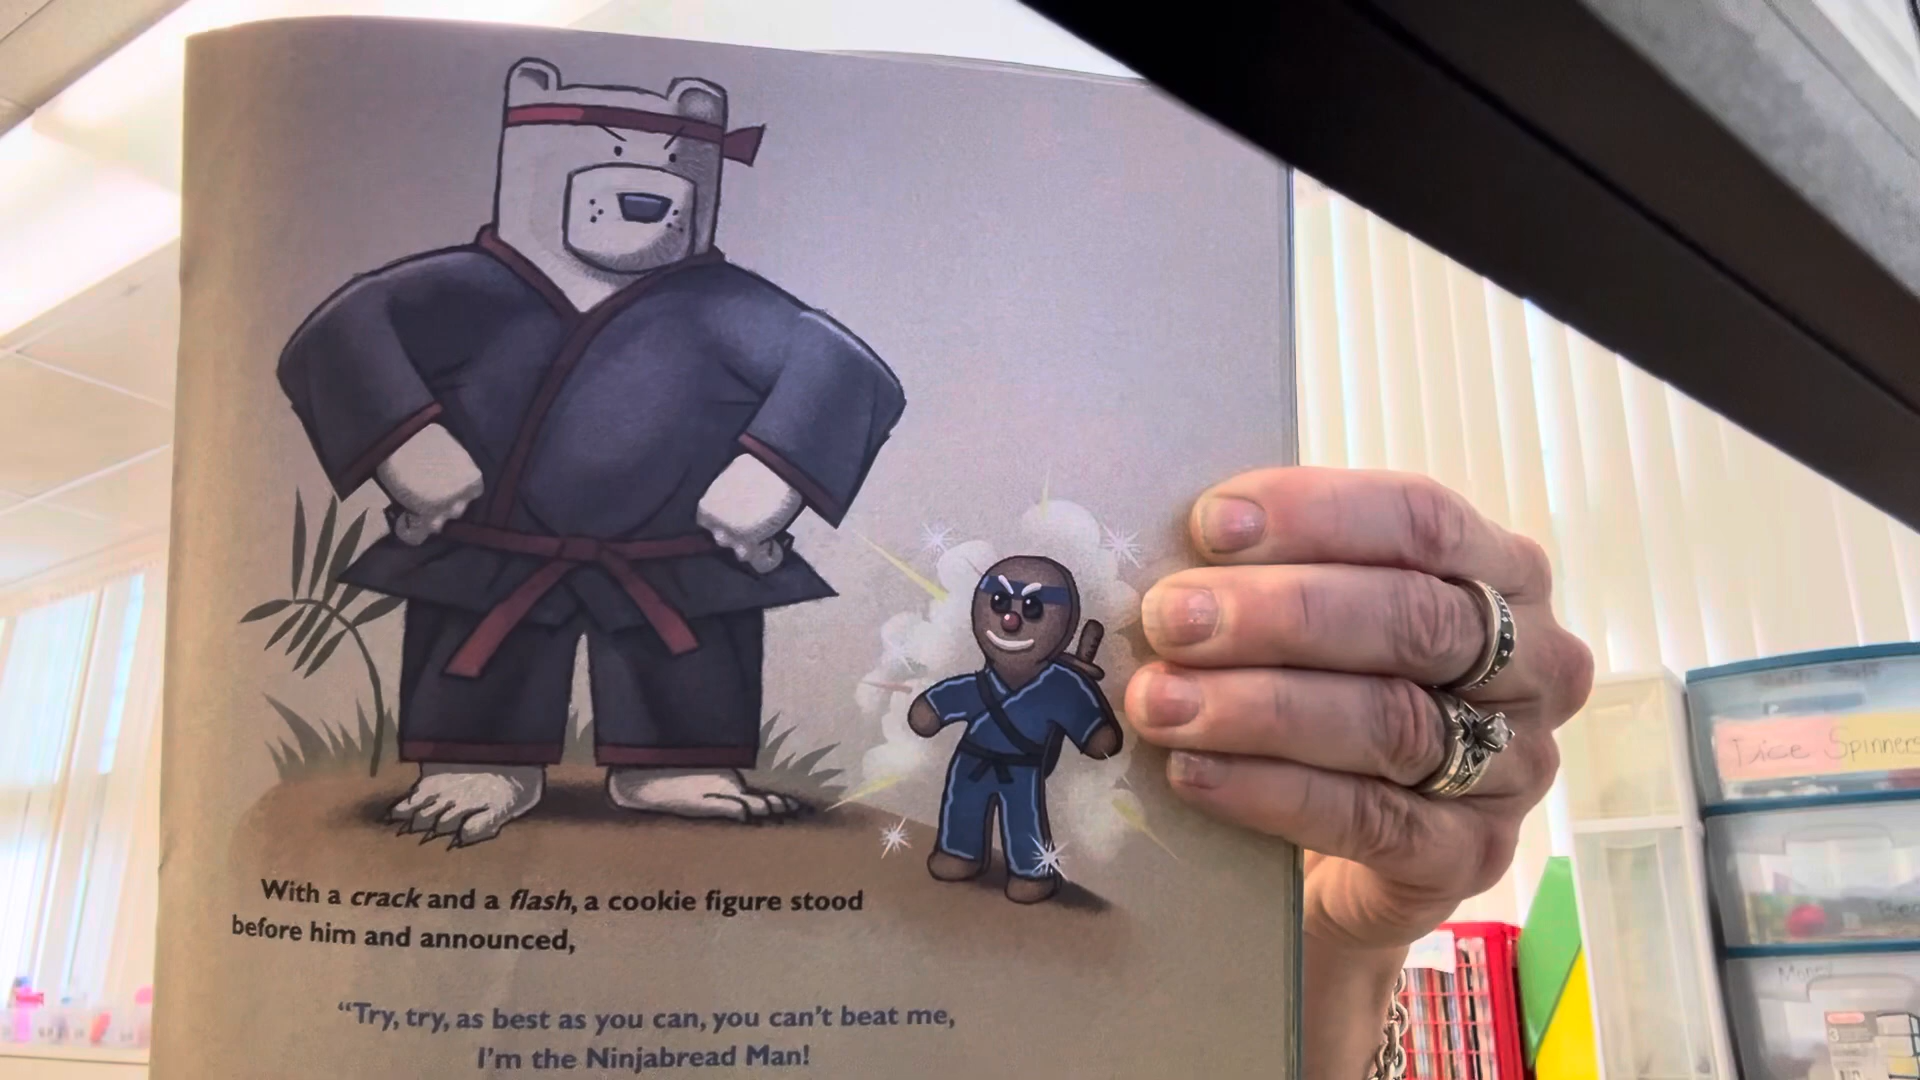 With a crack and a flash, a cookie figure stood
before him and announced,
"Try, try, as best as you can, you can't beat me,
I'm the Ninjabread Man!
Dice Spinners